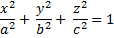 x²/a² + y²/b² + z²/c² = 1